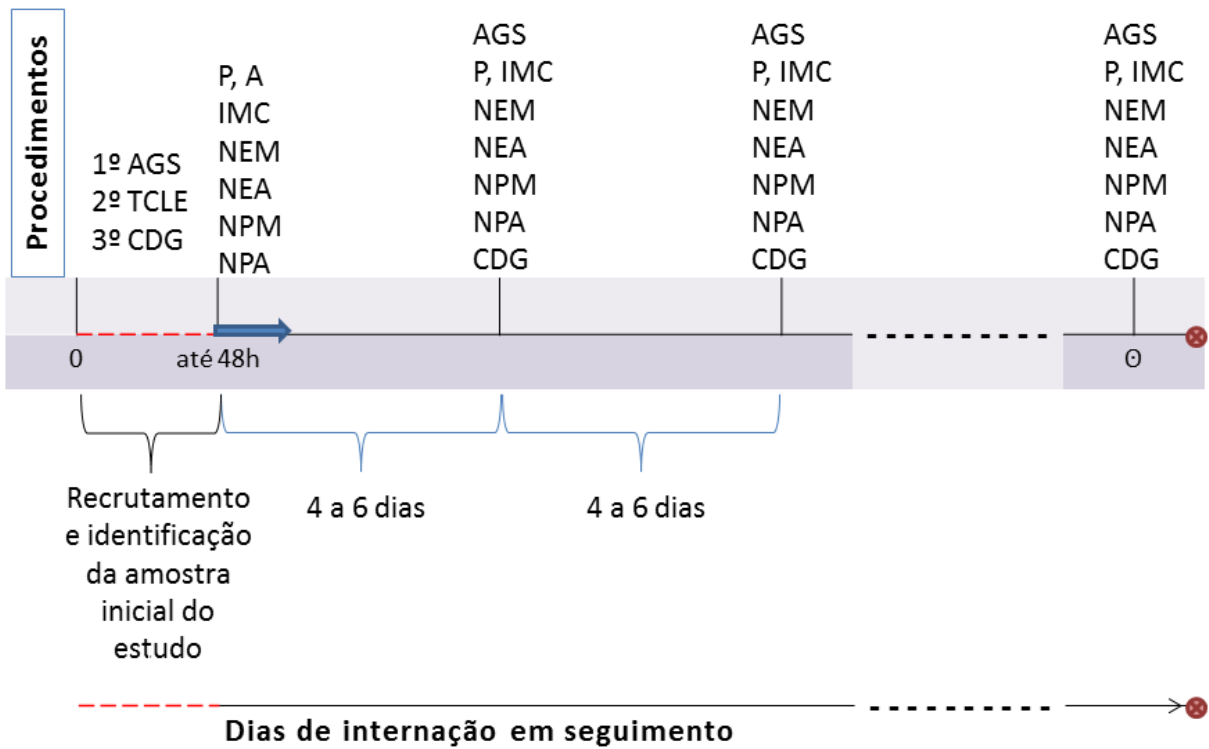 Procedimentos
1º AGS
2º TCLE
3º CDG
P, A
IMC
NEM
NEA
NPM
NPA
AGS
P, IMC
NEM
NEA
NPM
NPA
CDG
AGS
P, IMC
NEM
NEA
NPM
NPA
CDG
AGS
P, IMC
NEM
NEA
NPM
NPA
CDG
0
até 48h
ʘ
Recrutamento
e identificação
da amostra
inicial do
estudo
4 a 6 dias
4 a 6 dias
Dias de internação em seguimento